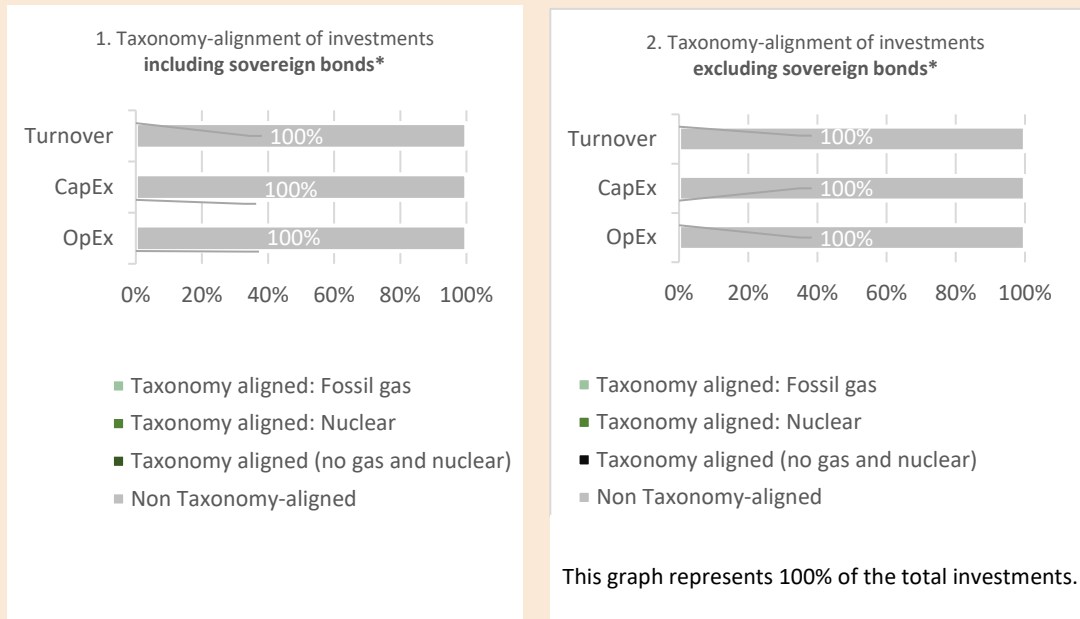 1. Taxonomy-alignment of investments
including sovereign bonds*
Turnover
100%
CapEx
100%
OpEx
100%
0% 20% 40% 60% 80% 100%
Taxonomy aligned: Fossil gas
Taxonomy aligned: Nuclear
Taxonomy aligned (no gas and nuclear)
Non Taxonomy-aligned
2. Taxonomy-alignment of investments
excluding sovereign bonds*
Turnover
100%
CapEx
100%
OpEx
100%
0% 20% 40% 60% 80% 100%
Taxonomy aligned: Fossil gas
Taxonomy aligned: Nuclear
Taxonomy aligned (no gas and nuclear)
Non Taxonomy-aligned
This graph represents 100% of the total investments.